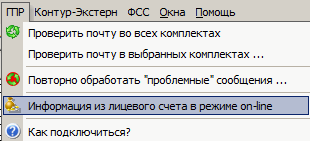 ГПР Контур-Экстерн ФСС Окна Помощь
Проверить почту во всех комплектах
Проверить почту в выбранных комплектах ...
Повторно обработать "проблемные" сообщения ...
Информация из лицевого счета в режиме on-line
Как подключиться?